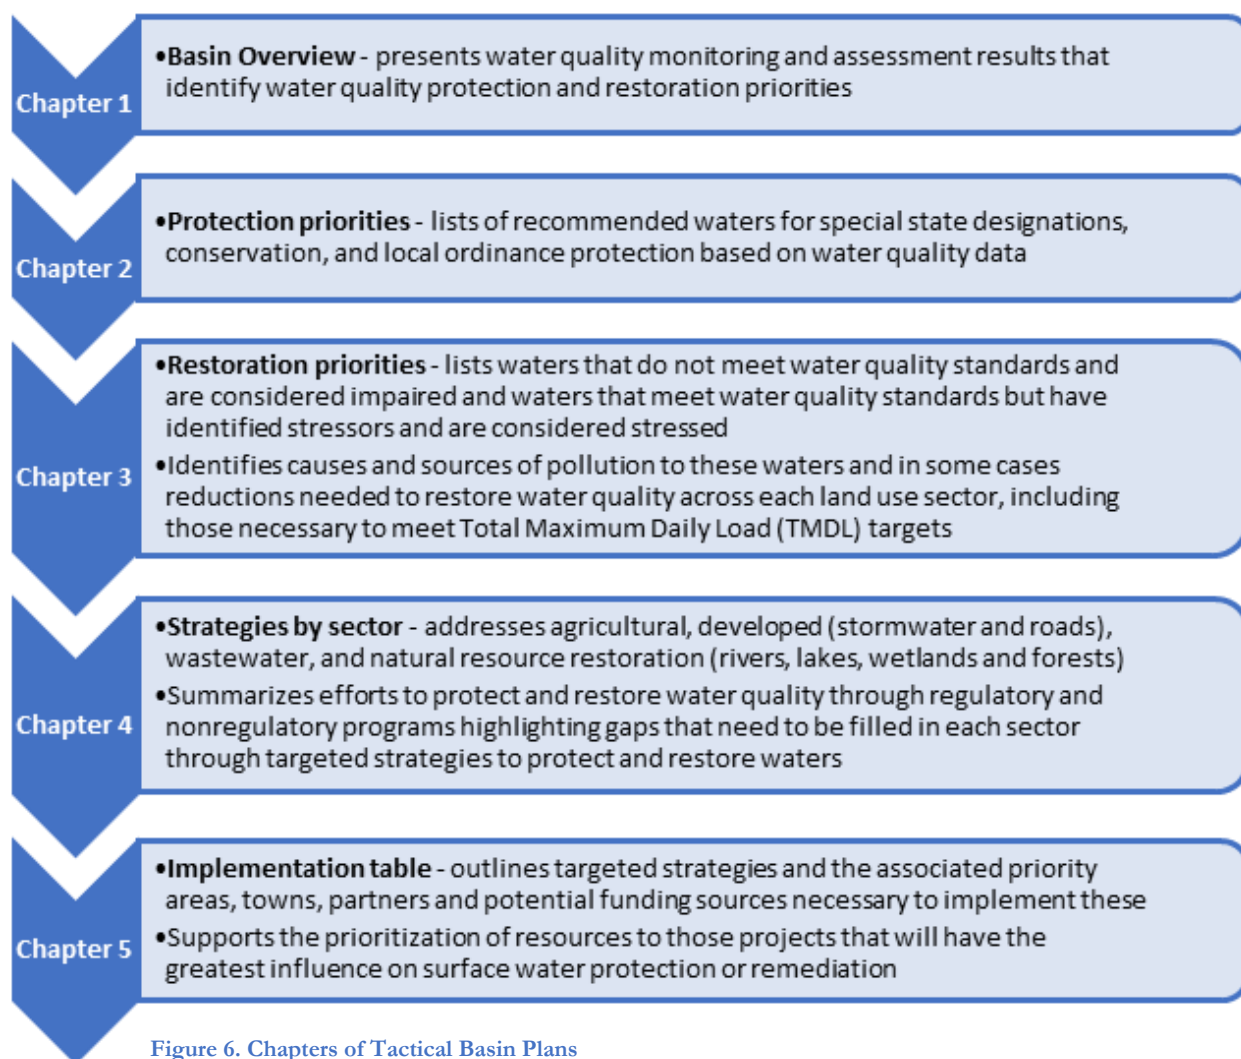 Chapter 1
•Basin Overview - presents water quality monitoring and assessment results that
identify water quality protection and restoration priorities
Chapter 2
•Protection priorities - lists of recommended waters for special state designations,
conservation, and local ordinance protection based on water quality data
Chapter 3
•Restoration priorities - lists waters that do not meet water quality standards and
are considered impaired and waters that meet water quality standards but have
identified stressors and are considered stressed
•Identifies causes and sources of pollution to these waters and in some cases
reductions needed to restore water quality across each land use sector, including
those necessary to meet Total Maximum Daily Load (TMDL) targets
Chapter 4
•Strategies by sector - addresses agricultural, developed (stormwater and roads),
wastewater, and natural resource restoration (rivers, lakes, wetlands and forests)
•Summarizes efforts to protect and restore water quality through regulatory and
nonregulatory programs highlighting gaps that need to be filled in each sector
through targeted strategies to protect and restore waters
Chapter 5
•Implementation table - outlines targeted strategies and the associated priority
areas, towns, partners and potential funding sources necessary to implement these
•Supports the prioritization of resources to those projects that will have the
greatest influence on surface water protection or remediation
Figure 6. Chapters of Tactical Basin Plans